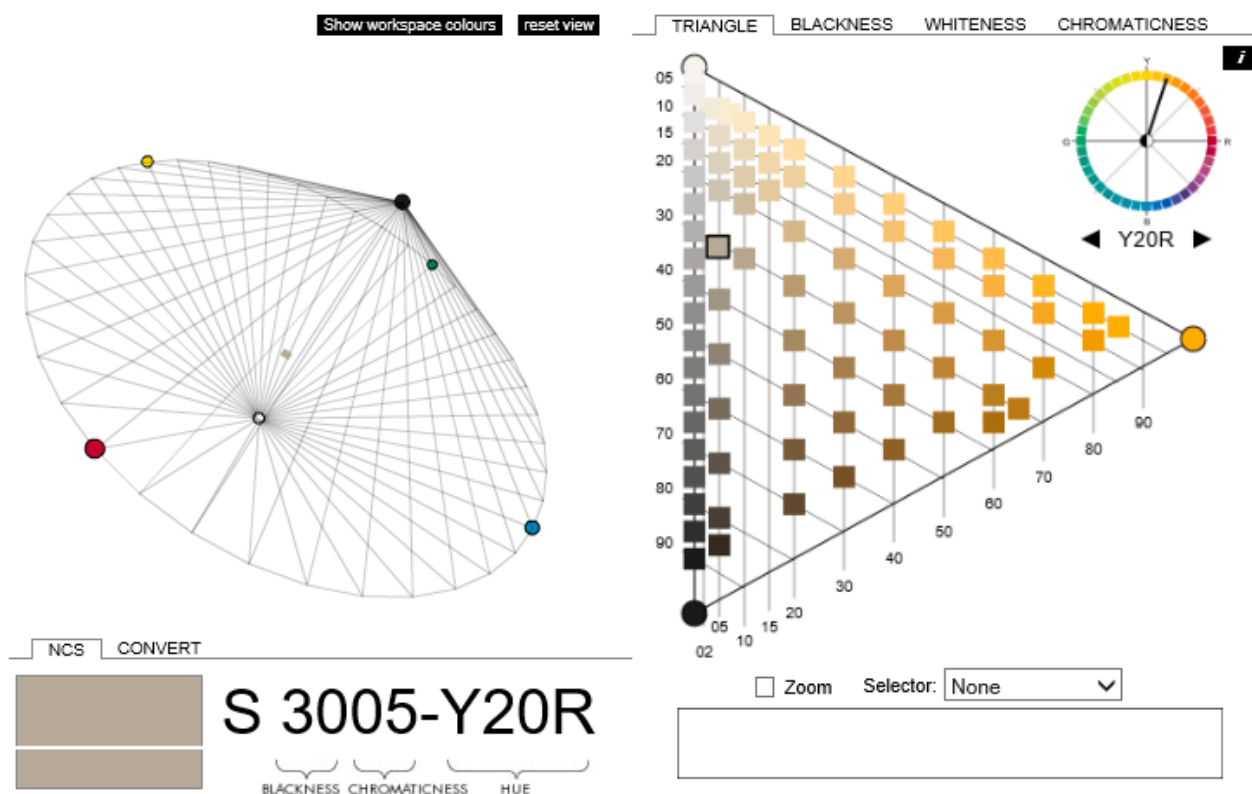 Show workspace colours reset view
TRIANGLE BLACKNESS WHITENESS CHROMATICNESS
i
05
10
15
20
30
40
50
60
70
80
90
Y
G
R
B
Y20R
90
80
70
60
50
40
30
20
15
10
05
02
NCS CONVERT
S 3005-Y20R
BLACKNESS CHROMATICNESS HUE
Zoom Selector: None